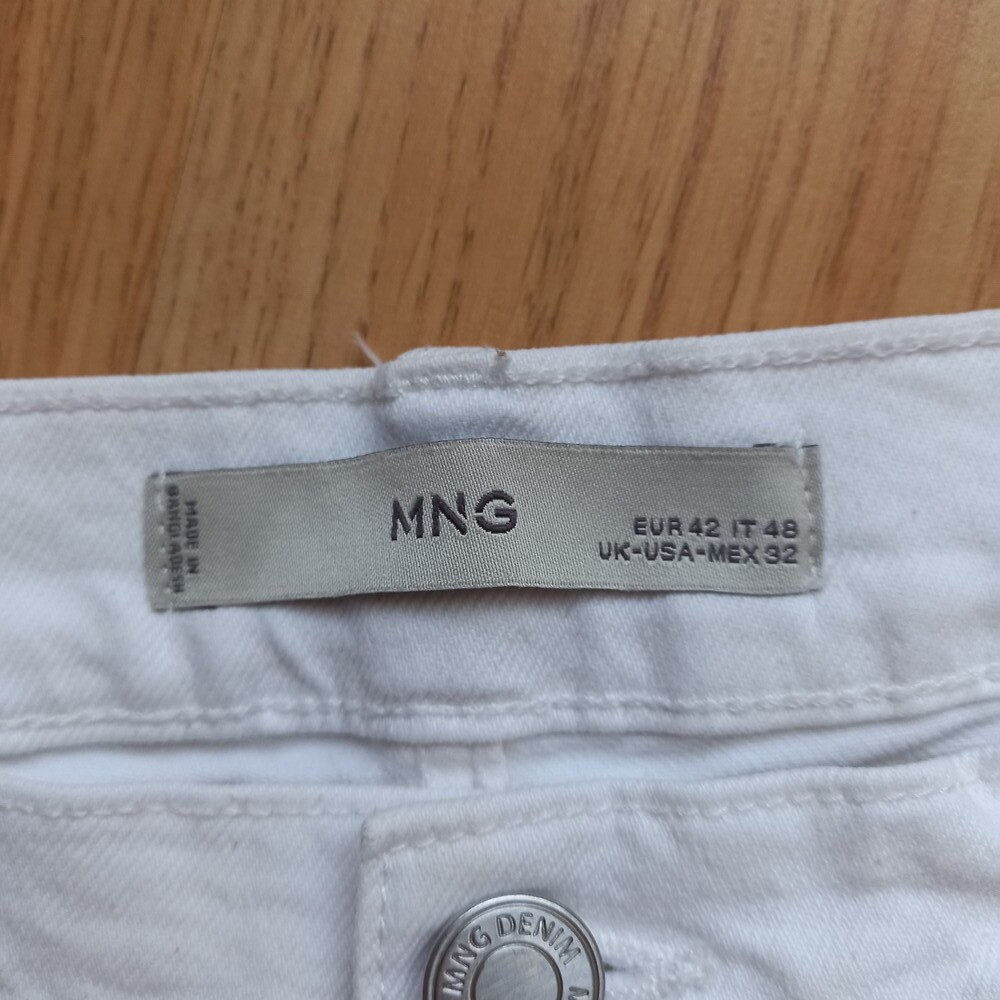 MNG
EUR 42 IT 48
UK-USA-MEX 32
MADE IN
BANGLADESH
MNG DENIM